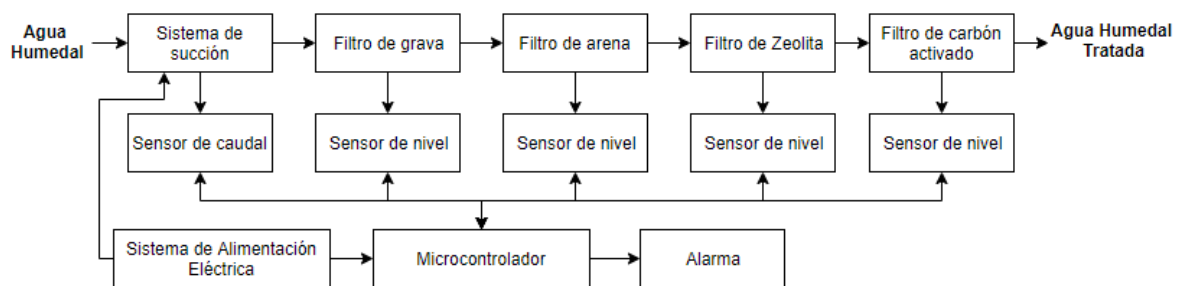 Agua
Humedal
Sistema de
succión
Filtro de grava
Filtro de arena
Filtro de Zeolita
Filtro de carbón
activado
Agua Humedal
Tratada
Sensor de caudal
Sensor de nivel
Sensor de nivel
Sensor de nivel
Sensor de nivel
Sistema de Alimentación
Eléctrica
Microcontrolador
Alarma